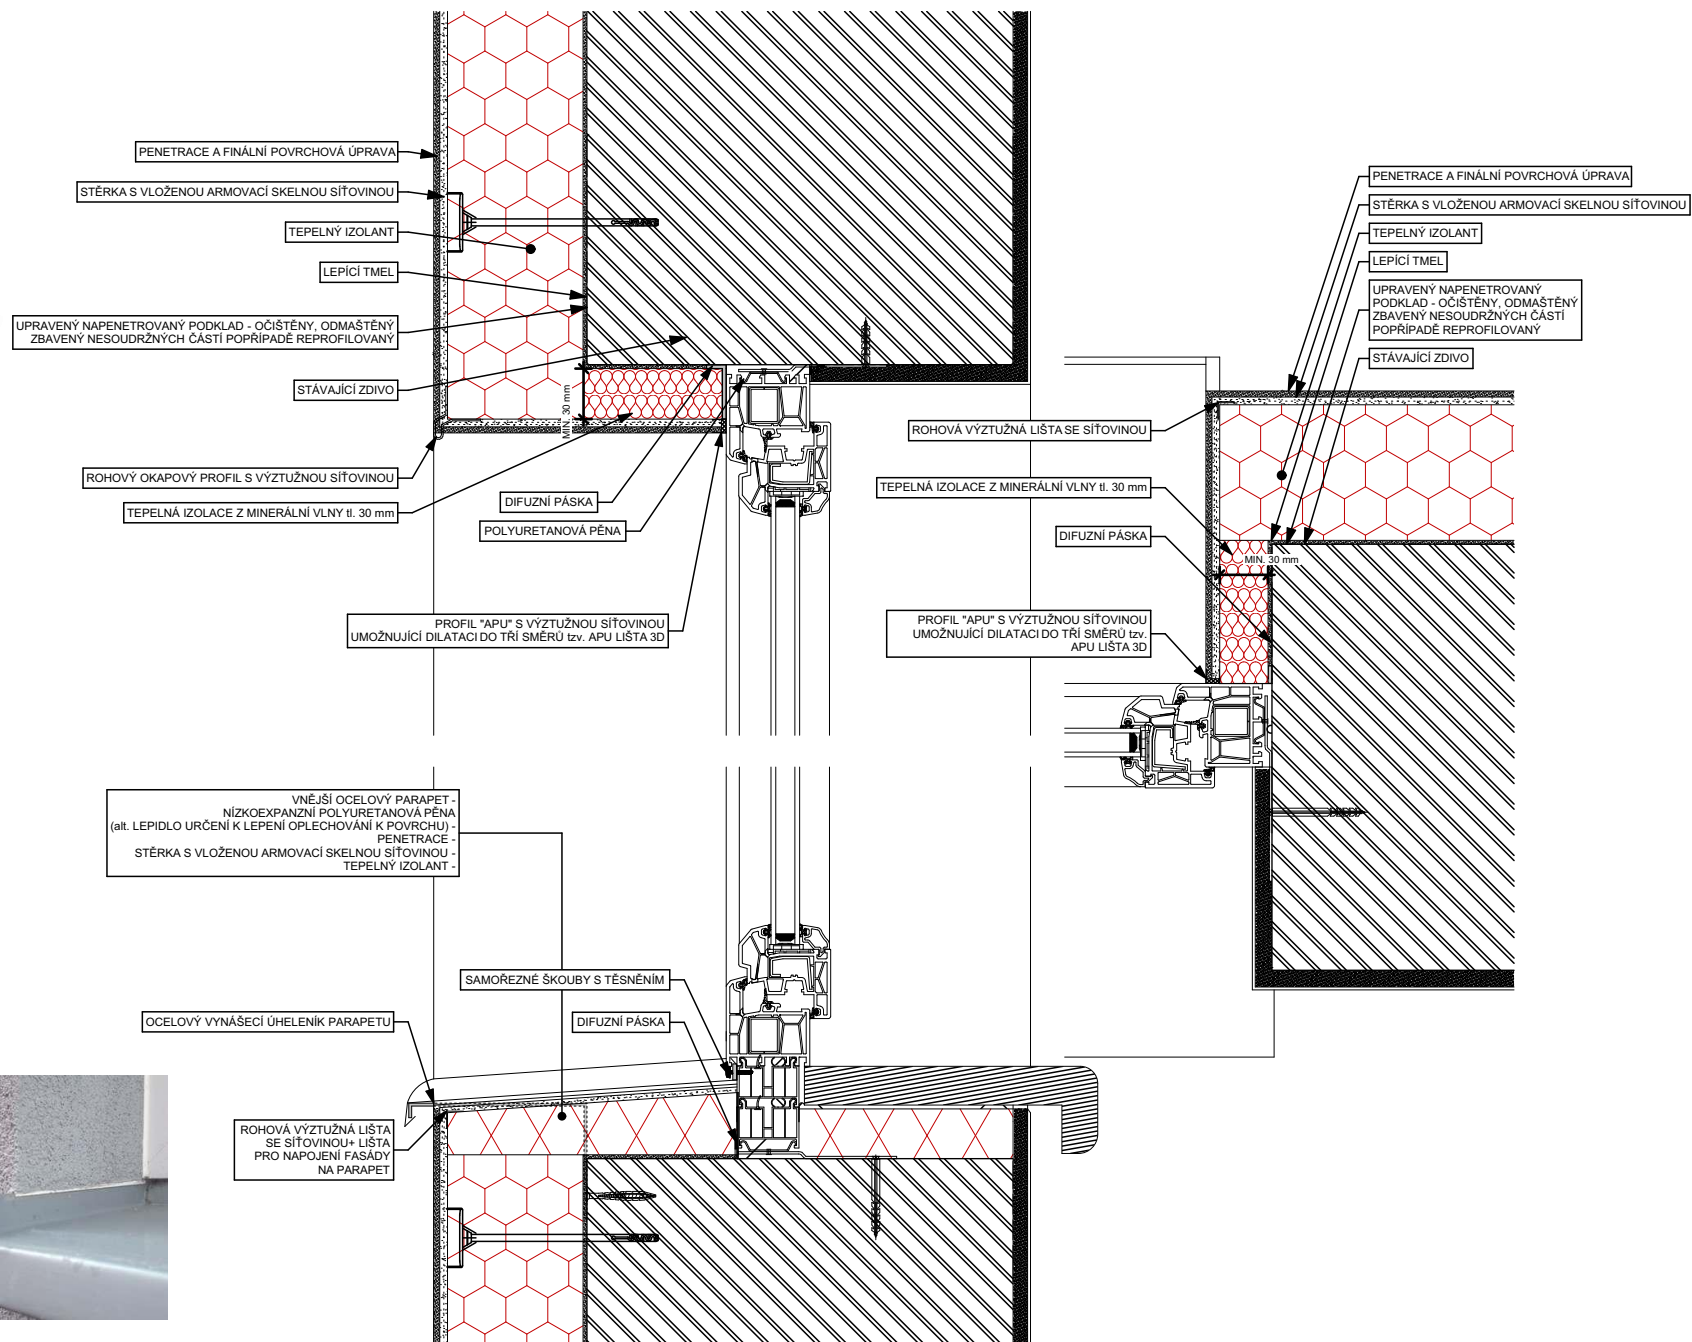 PENETRACE A FINÁLNÍ POVRCHOVÁ ÚPRAVA
STĚRKA S VLOŽENOU ARMOVACÍ SKELNOU SÍŤOVINOU
TEPELNÝ IZOLANT
LEPÍCÍ TMEL
UPRAVENÝ NAPENETROVANÝ PODKLAD - OČIŠTĚNY, ODMAŠTĚNÝ
ZBAVENÝ NESOUDRŽNÝCH ČÁSTÍ POPŘÍPADĚ REPROFILOVANÝ
STÁVAJÍCÍ ZDIVO
MIN. 30 mm
ROHOVÝ OKAPOVÝ PROFIL S VÝZTUŽNOU SÍŤOVINOU
TEPELNÁ IZOLACE Z MINERÁLNÍ VLNY tl. 30 mm
DIFUZNÍ PÁSKA
POLYURETANOVÁ PĚNA
PROFIL "APU" S VÝZTUŽNOU SÍŤOVINOU
UMOŽNUJÍCÍ DILATACI DO TŘÍ SMĚRŮ tzv. APU LIŠTA 3D
PENETRACE A FINÁLNÍ POVRCHOVÁ ÚPRAVA
STĚRKA S VLOŽENOU ARMOVACÍ SKELNOU SÍŤOVINOU
TEPELNÝ IZOLANT
LEPÍCÍ TMEL
UPRAVENÝ NAPENETROVANÝ
PODKLAD - OČIŠTĚNY, ODMAŠTĚNÝ
ZBAVENÝ NESOUDRŽNÝCH ČÁSTÍ
POPŘÍPADĚ REPROFILOVANÝ
STÁVAJÍCÍ ZDIVO
ROHOVÁ VÝZTUŽNÁ LIŠTA SE SÍŤOVINOU
TEPELNÁ IZOLACE Z MINERÁLNÍ VLNY tl. 30 mm
DIFUZNÍ PÁSKA
MIN. 30 mm
PROFIL "APU" S VÝZTUŽNOU SÍŤOVINOU
UMOŽNUJÍCÍ DILATACI DO TŘÍ SMĚRŮ tzv.
APU LIŠTA 3D
VNĚJŠÍ OCELOVÝ PARAPET -
NÍZKOEXPANZNÍ POLYURETANOVÁ PĚNA
(alt. LEPIDLO URČENÍ K LEPENÍ OPLECHOVÁNÍ K POVRCHU) -
PENETRACE -
STĚRKA S VLOŽENOU ARMOVACÍ SKELNOU SÍŤOVINOU -
TEPELNÝ IZOLANT -
SAMOŘEZNÉ ŠKOUBY S TĚSNĚNÍM
OCELOVÝ VYNÁŠECÍ ÚHELENÍK PARAPETU
DIFUZNÍ PÁSKA
ROHOVÁ VÝZTUŽNÁ LIŠTA
SE SÍŤOVINOU+ LIŠTA
PRO NAPOJENÍ FASÁDY
NA PARAPET